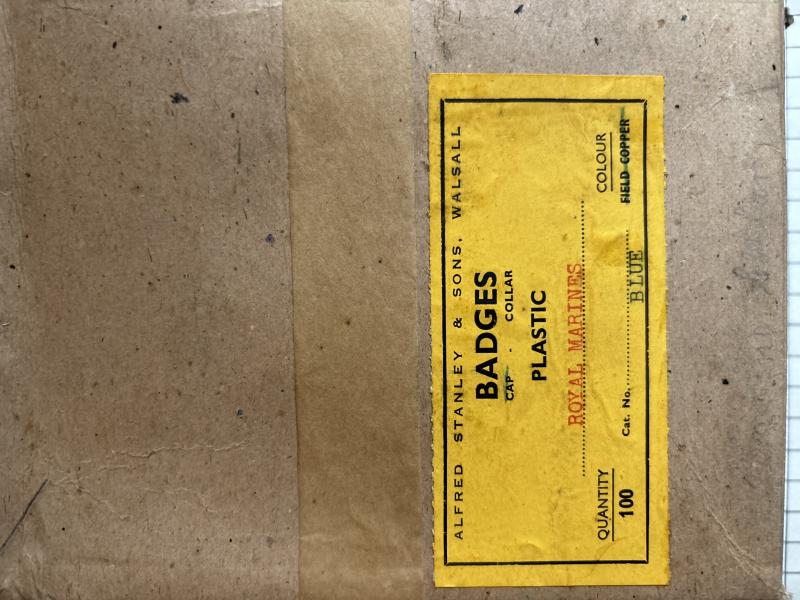 ALFRED STANLEY & SONS, WALSALL
BADGES
CAP - COLLAR
PLASTIC
ROYAL MARINES
QUANTITY
100
Cat. No.
COLOUR
FIELD COPPER
BLUE